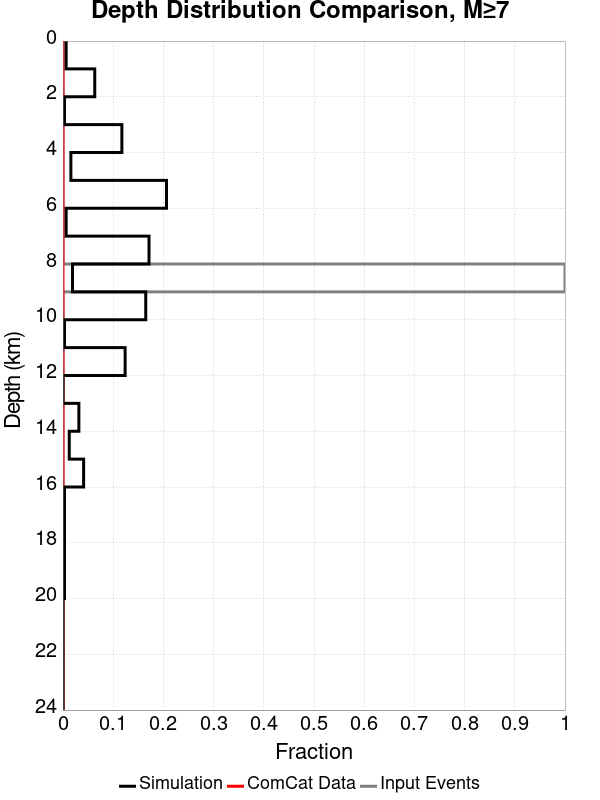 Depth Distribution Comparison, M≥7
0
2
4
6
8
10
12
14
16
18
20
22
24
Depth (km)
0 0.1 0.2 0.3 0.4 0.5 0.6 0.7 0.8 0.9 1
Fraction
Simulation ComCat Data Input Events